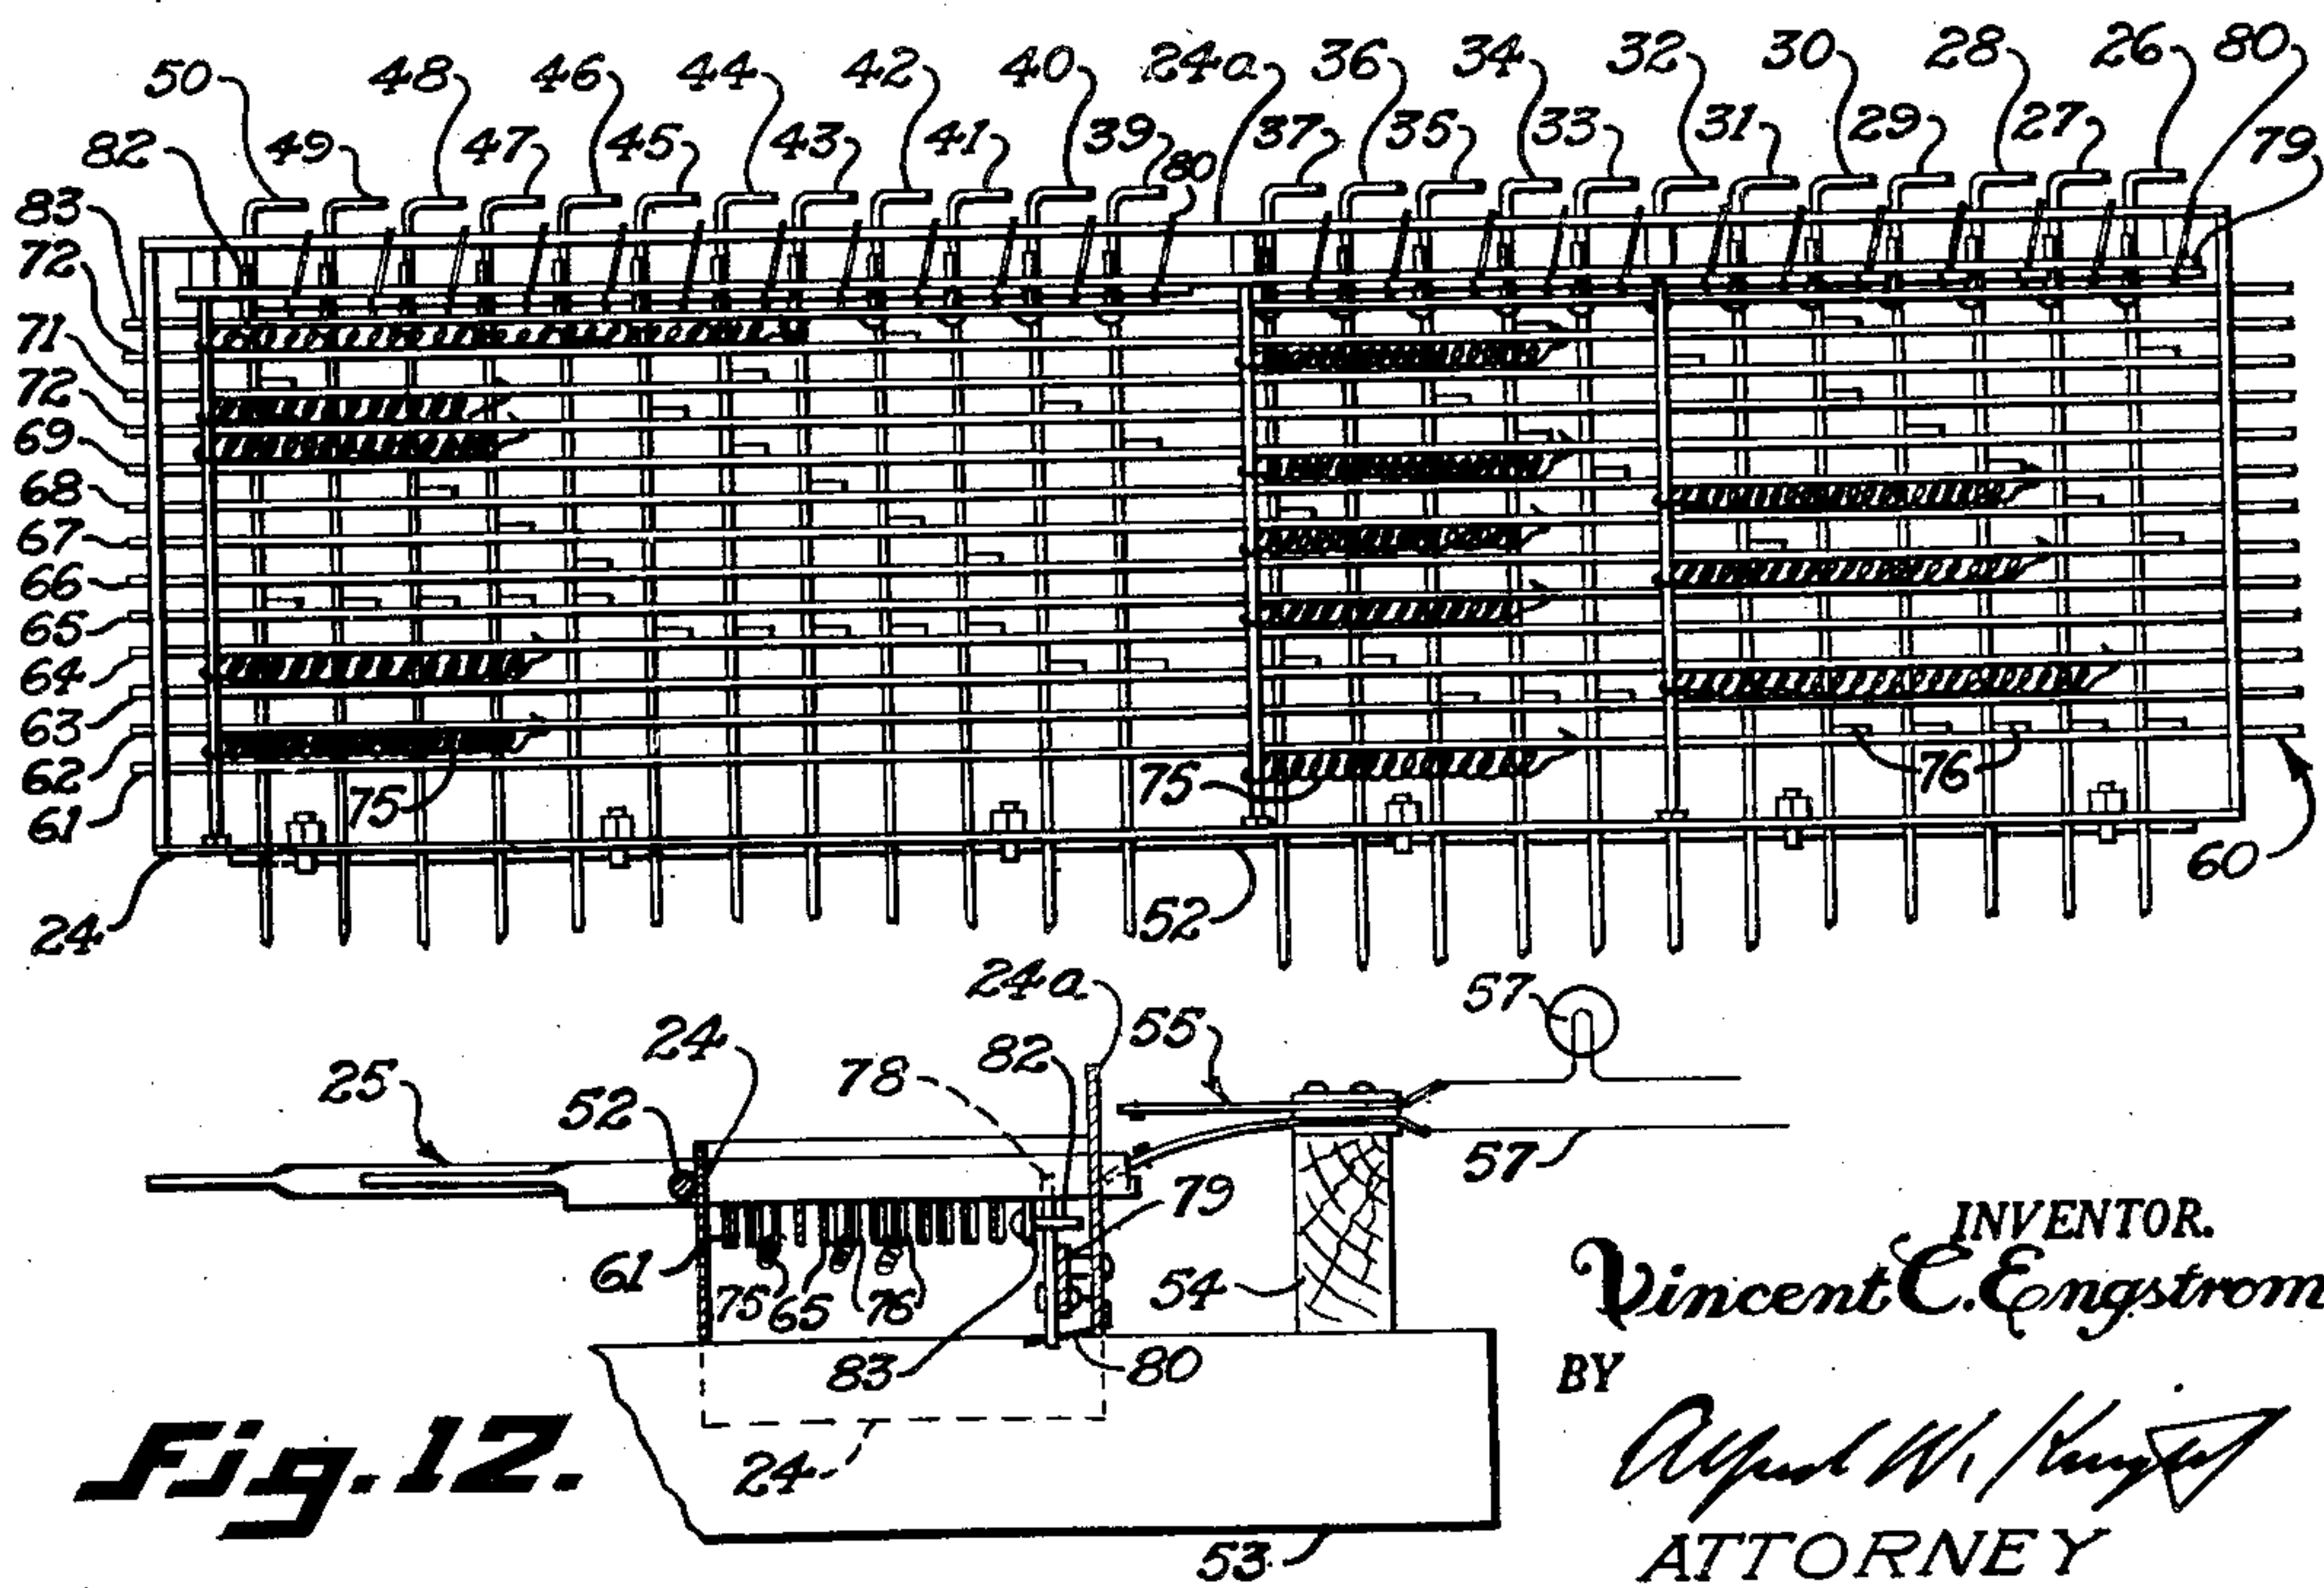 50 48 46 44 42 40 24a 36 34 32 30 28 26 80
82 49 47 45 43 41 39 80 37 35 33 31 29 27 79
83
72
71
72
69
68
67
66
65
64
63
62
61
75 75 76
24 52 60
24a 57
25 52 24 78 82 55
57
79
61 75 65 76 54
83 80
24
53
Fig. 12.
INVENTOR.
Vincent C. Engstrom
BY
Alfred W.
ATTORNEY